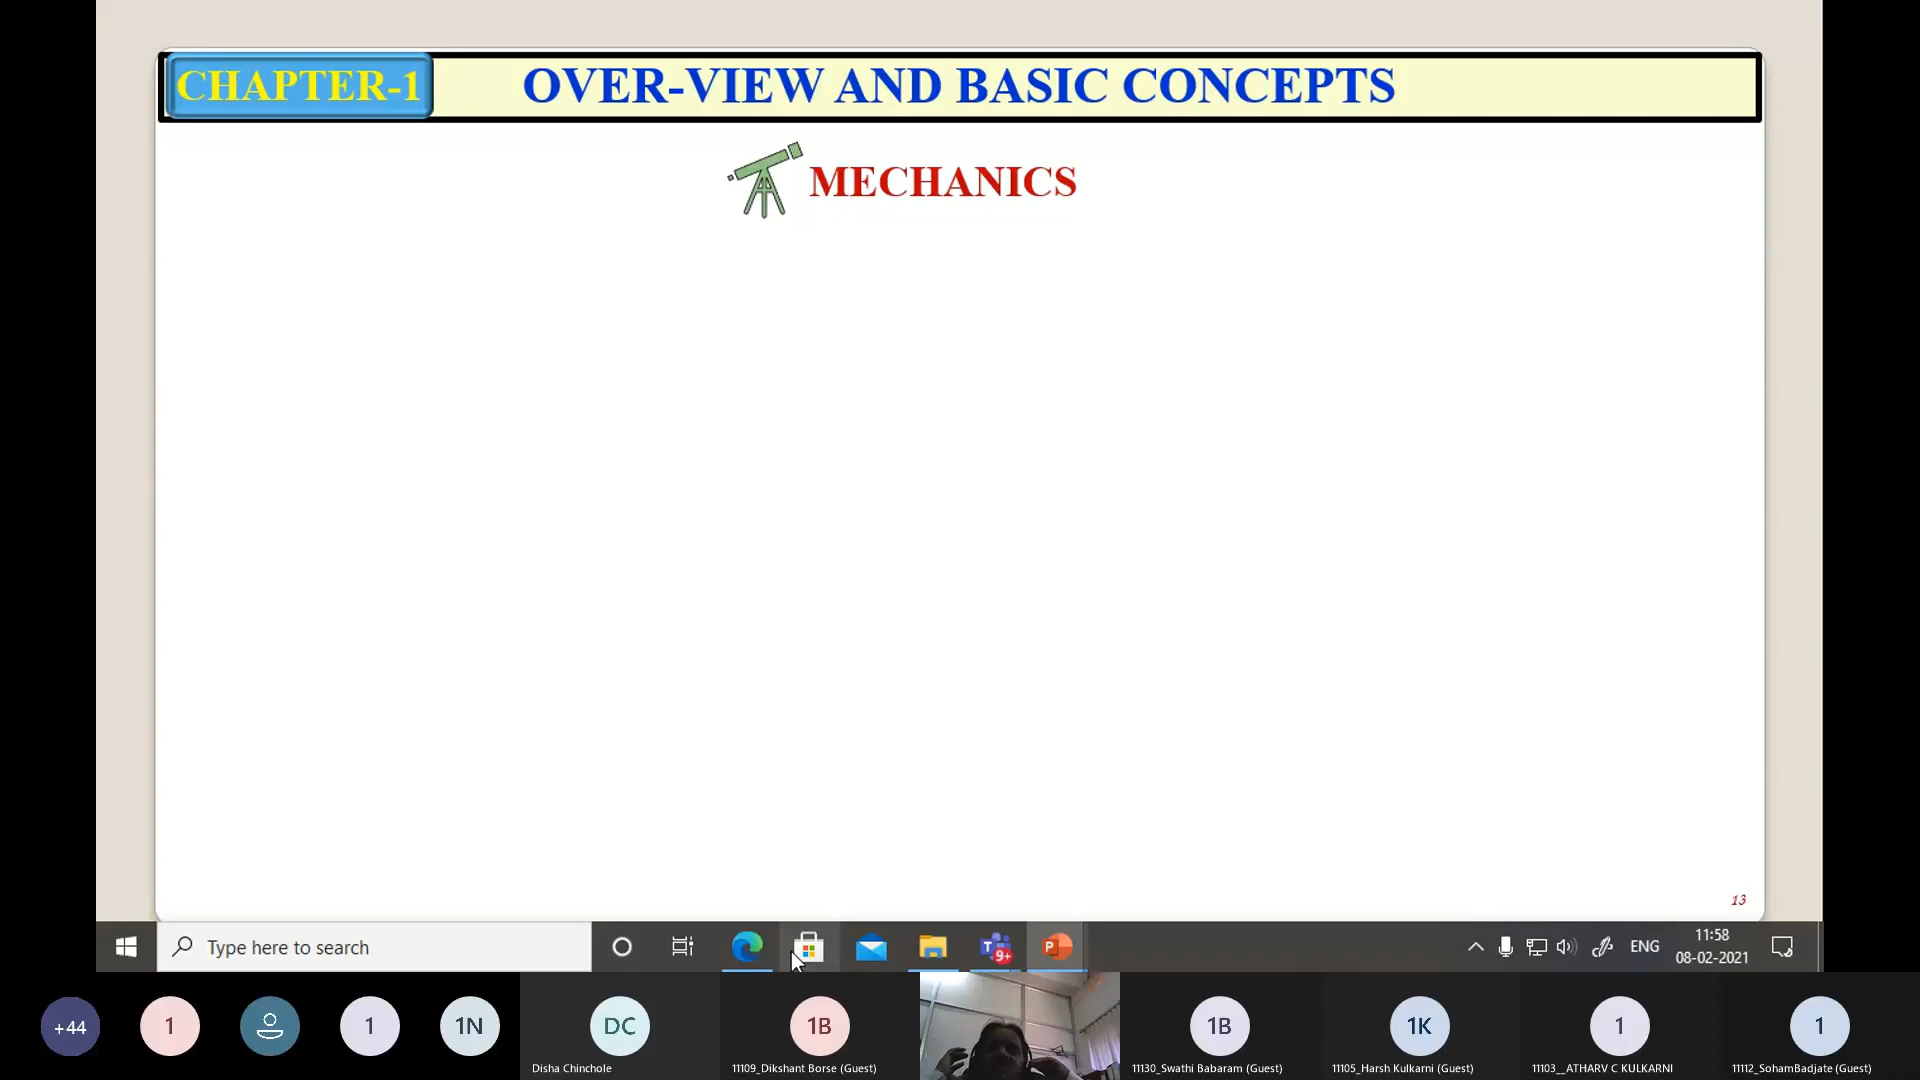 CHAPTER-1 OVER-VIEW AND BASIC CONCEPTS
MECHANICS
13
Type here to search
T
9+
P
ENG
11:58
08-02-2021
+44
1
1
1N
DC
1B
1B
1K
1
1
Disha Chinchole
11109_Dikshant Borse (Guest)
11130_Swathi Babaram (Guest)
11105_Harsh Kulkarni (Guest)
11103__ATHARV C KULKARNI
11112_SohamBadjate (Guest)